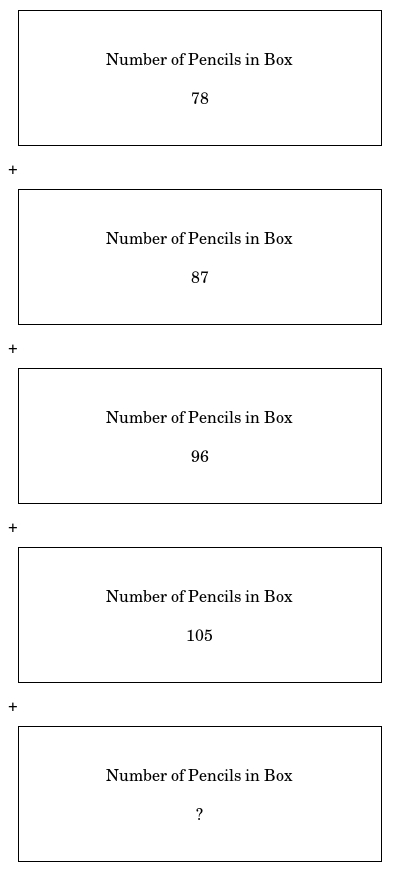 Number of Pencils in Box
78
+
Number of Pencils in Box
87
+
Number of Pencils in Box
96
+
Number of Pencils in Box
105
+
Number of Pencils in Box
?